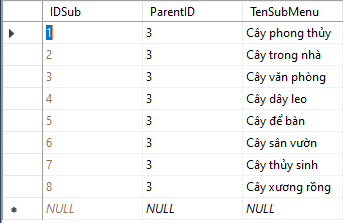 IDSub ParentID TenSubMenu
1 3 Cây phong thủy
2 3 Cây trong nhà
3 3 Cây văn phòng
4 3 Cây dây leo
5 3 Cây để bàn
6 3 Cây sân vườn
7 3 Cây thủy sinh
8 3 Cây xương rồng
NULL NULL NULL